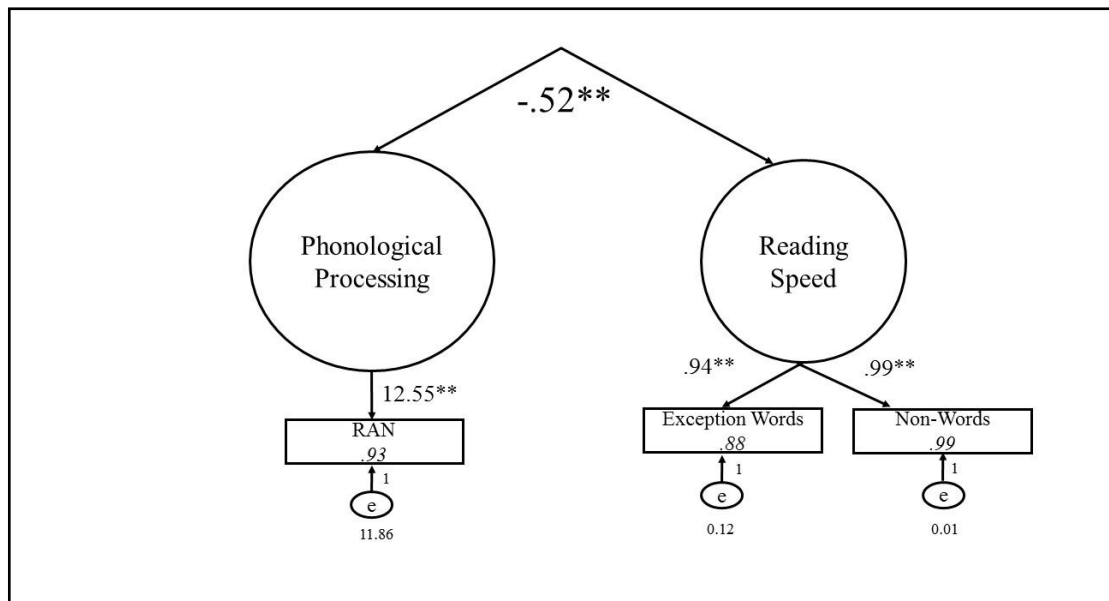 -.52**
Phonological
Processing
Reading
Speed
12.55**
.94**
.99**
RAN
.93
Exception Words
.88
Non-Words
.99
1
1
1
e
e
e
11.86
0.12
0.01